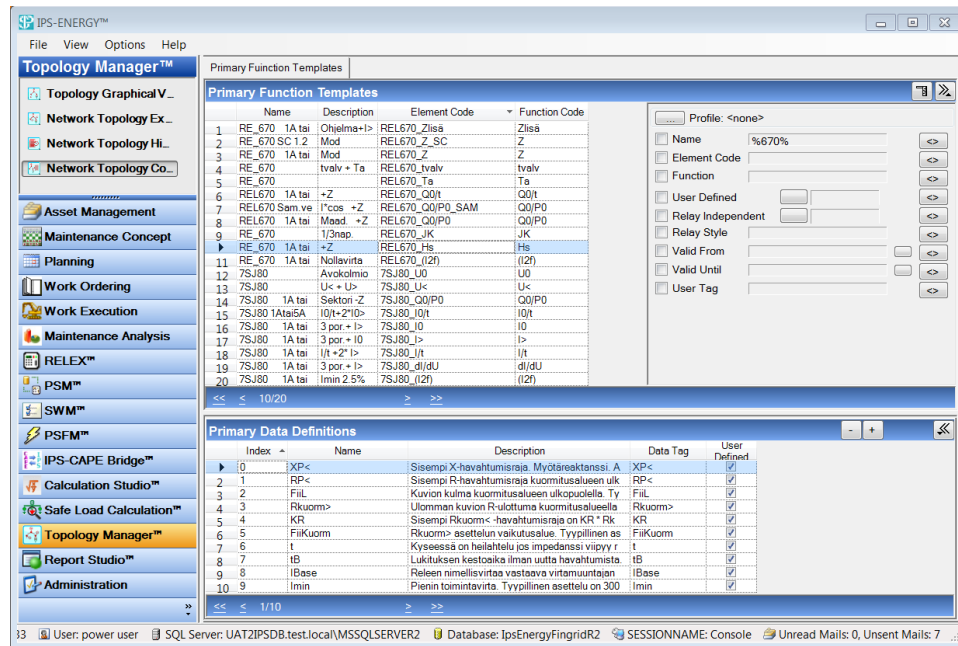 IPS-ENERGY™
File View Options Help
Topology Manager™
Topology Graphical V...
Network Topology Ex...
Network Topology Hi...
Network Topology Co...
Asset Management
Maintenance Concept
Planning
Work Ordering
Work Execution
Maintenance Analysis
RELEX™
PSM™
SWM™
PSFM™
IPS-CAPE Bridge™
Calculation Studio™
Safe Load Calculation™
Topology Manager™
Report Studio™
Administration
»
Primary Fuinction Templates
Primary Function Templates
Name Description Element Code Function Code
1 RE_670 1A tai Ohjelma+I> REL670_Zlisä Zlisä
2 RE_670 SC 1.2 Mod REL670_Z_SC Z
3 RE_670 1A tai Mod REL670_Z Z
4 RE_670 tvalv + Ta REL670_tvalv tvalv
5 RE_670 REL670_Ta Ta
6 REL670 1A tai +Z REL670_Q0/t Q0/t
7 REL670 Sam.ve I*cos +Z REL670_Q0/P0_SAM Q0/P0
8 REL670 1A tai Maad. +Z REL670_Q0/P0 Q0/P0
9 RE_670 1/3nap. REL670_JK JK
RE_670 1A tai +Z REL670_Hs Hs
11 RE_670 1A tai Nollavirta REL670_(I2f) (I2f)
12 7SJ80 Avokolmio 7SJ80_U0 U0
13 7SJ80 U< + U> 7SJ80_U< U<
14 7SJ80 1A tai Sektori -Z 7SJ80_Q0/P0 Q0/P0
15 7SJ80 1Atai5A I0/t+2*I0> 7SJ80_I0/t I0/t
16 7SJ80 1A tai 3 por.+ I> 7SJ80_I0 I0
17 7SJ80 1A tai 3 por.+ I0 7SJ80_I> I>
18 7SJ80 1A tai I/t +2* I> 7SJ80_I/t I/t
19 7SJ80 1A tai 3 por.+ I> 7SJ80_dI/dU dI/dU
20 7SJ80 1A tai Imin 2.5% 7SJ80_(I2f) (I2f)
<< < 10/20 > >>
... Profile: <none>
Name %670% <>
Element Code <>
Function <>
User Defined <>
Relay Independent <>
Relay Style <>
Valid From <>
Valid Until <>
User Tag <>
Primary Data Definitions - +
Index Name Description Data Tag User Defined
0 XP< Sisempi X-havahtumisraja. Myötäreaktanssi. A XP<
2 1 RP< Sisempi R-havahtumisraja kuormitusalueen ulk RP<
3 2 FiiL Kuvion kulma kuormitusalueen ulkopuolella. Ty FiiL
4 3 Rkuorm> Ulomman kuvion R-ulottuma kuormitusalueella Rkuorm>
5 4 KR Sisempi Rkuorm< -havahtumisraja on KR * Rk KR
6 5 FiiKuorm Rkuorm> asettelun vaikutusalue. Tyypillinen as FiiKuorm
7 6 t Kyseessä on heilahtelu jos impedanssi viipyy r t
8 7 tB Lukituksen kestoaika ilman uutta havahtumista. tB
9 8 IBase Releen nimellisvirtaa vastaava virtamuuntajan IBase
10 9 Imin Pienin toimintavirta. Tyypillinen asettelu on 300 Imin
<< < 1/10 > >>
33 User: power user SQL Server: UAT2IPSDB.test.local\MSSQLSERVER2 Database: IpsEnergyFingridR2 SESSIONNAME: Console Unread Mails: 0, Unsent Mails: 7